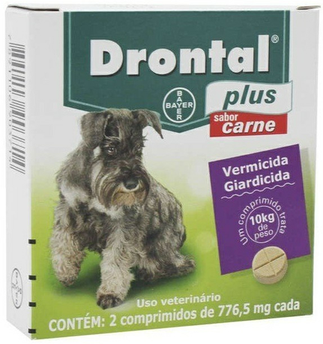 Drontal®
plus
sabor
carne
BAYER
BAYER
Vermicida
Giardicida
Um comprimido trata
10kg
de
peso
Uso veterinário
CONTÉM: 2 comprimidos de 776,5 mg cada